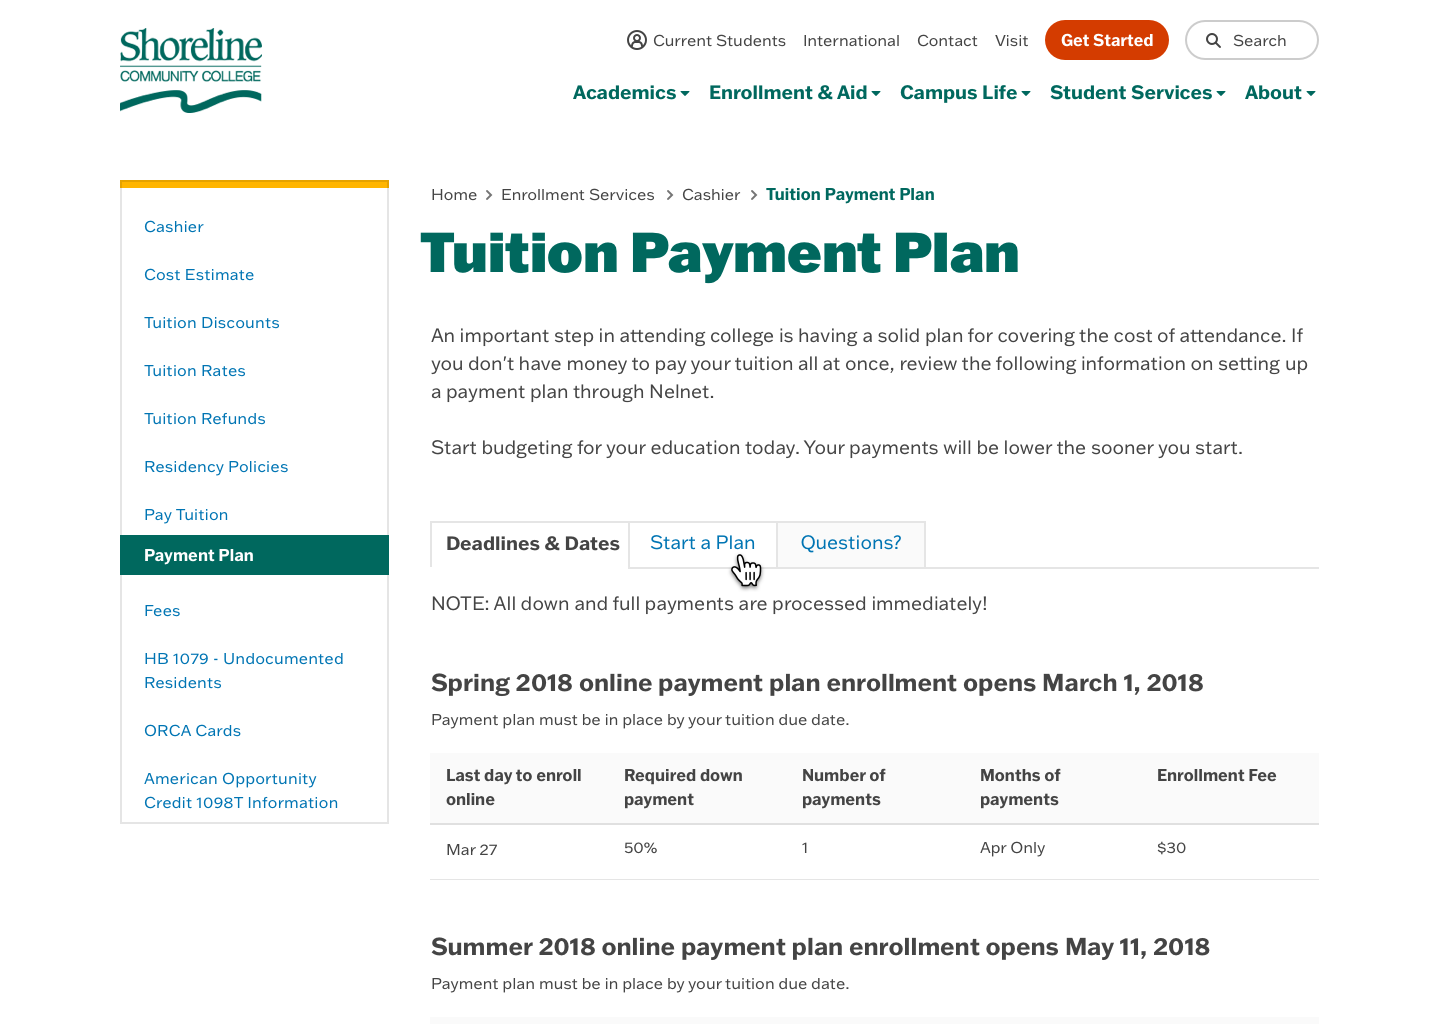 Shoreline
COMMUNITY COLLEGE
Current Students International Contact Visit Get Started Search
Academics Enrollment & Aid Campus Life Student Services About
Cashier
Cost Estimate
Tuition Discounts
Tuition Rates
Tuition Refunds
Residency Policies
Pay Tuition
Payment Plan
Fees
HB 1079 - Undocumented
Residents
ORCA Cards
American Opportunity
Credit 1098T Information
Home Enrollment Services Cashier Tuition Payment Plan
Tuition Payment Plan
An important step in attending college is having a solid plan for covering the cost of attendance. If
you don't have money to pay your tuition all at once, review the following information on setting up
a payment plan through Nelnet.
Start budgeting for your education today. Your payments will be lower the sooner you start.
Deadlines & Dates Start a Plan Questions?
NOTE: All down and full payments are processed immediately!
Spring 2018 online payment plan enrollment opens March 1, 2018
Payment plan must be in place by your tuition due date.
Last day to enroll Required down Number of Months of Enrollment Fee
online payment payments payments
Mar 27 50% 1 Apr Only $30
Summer 2018 online payment plan enrollment opens May 11, 2018
Payment plan must be in place by your tuition due date.